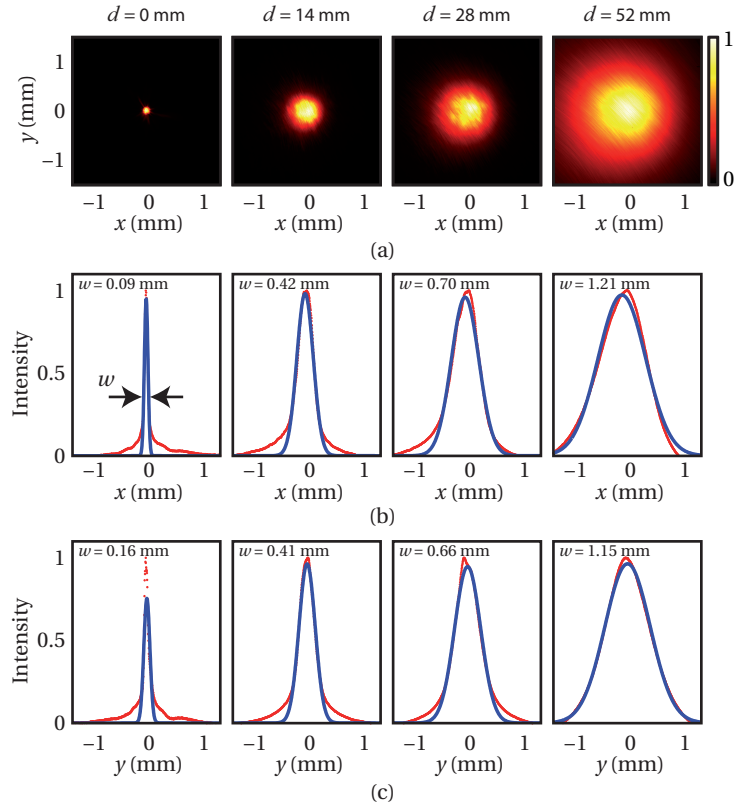 d = 0 mm d = 14 mm d = 28 mm d = 52 mm
1
0
−1
y (mm)
1
0
−1 0 1 −1 0 1 −1 0 1 −1 0 1
x (mm) x (mm) x (mm) x (mm)
(a)
w = 0.09 mm w = 0.42 mm w = 0.70 mm w = 1.21 mm
1
0.5
0
Intensity
w
−1 0 1 −1 0 1 −1 0 1 −1 0 1
x (mm) x (mm) x (mm) x (mm)
(b)
w = 0.16 mm w = 0.41 mm w = 0.66 mm w = 1.15 mm
1
0.5
0
Intensity
−1 0 1 −1 0 1 −1 0 1 −1 0 1
y (mm) y (mm) y (mm) y (mm)
(c)